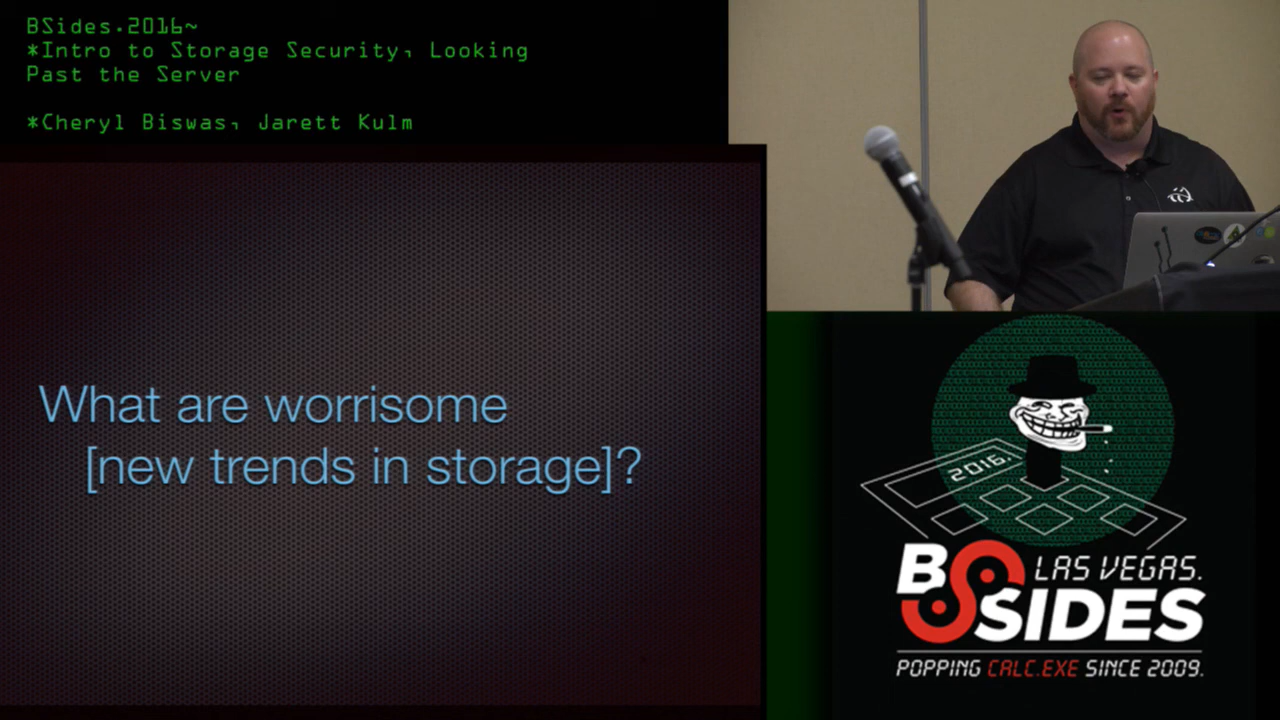 BSides.2016~
*Intro to Storage Security, Looking
Past the Server
*Cheryl Biswas, Jarett Kulm
What are worrisome
[new trends in storage]?
2016.
BSIDES
LAS VEGAS.
POPPING CALC.EXE SINCE 2009.